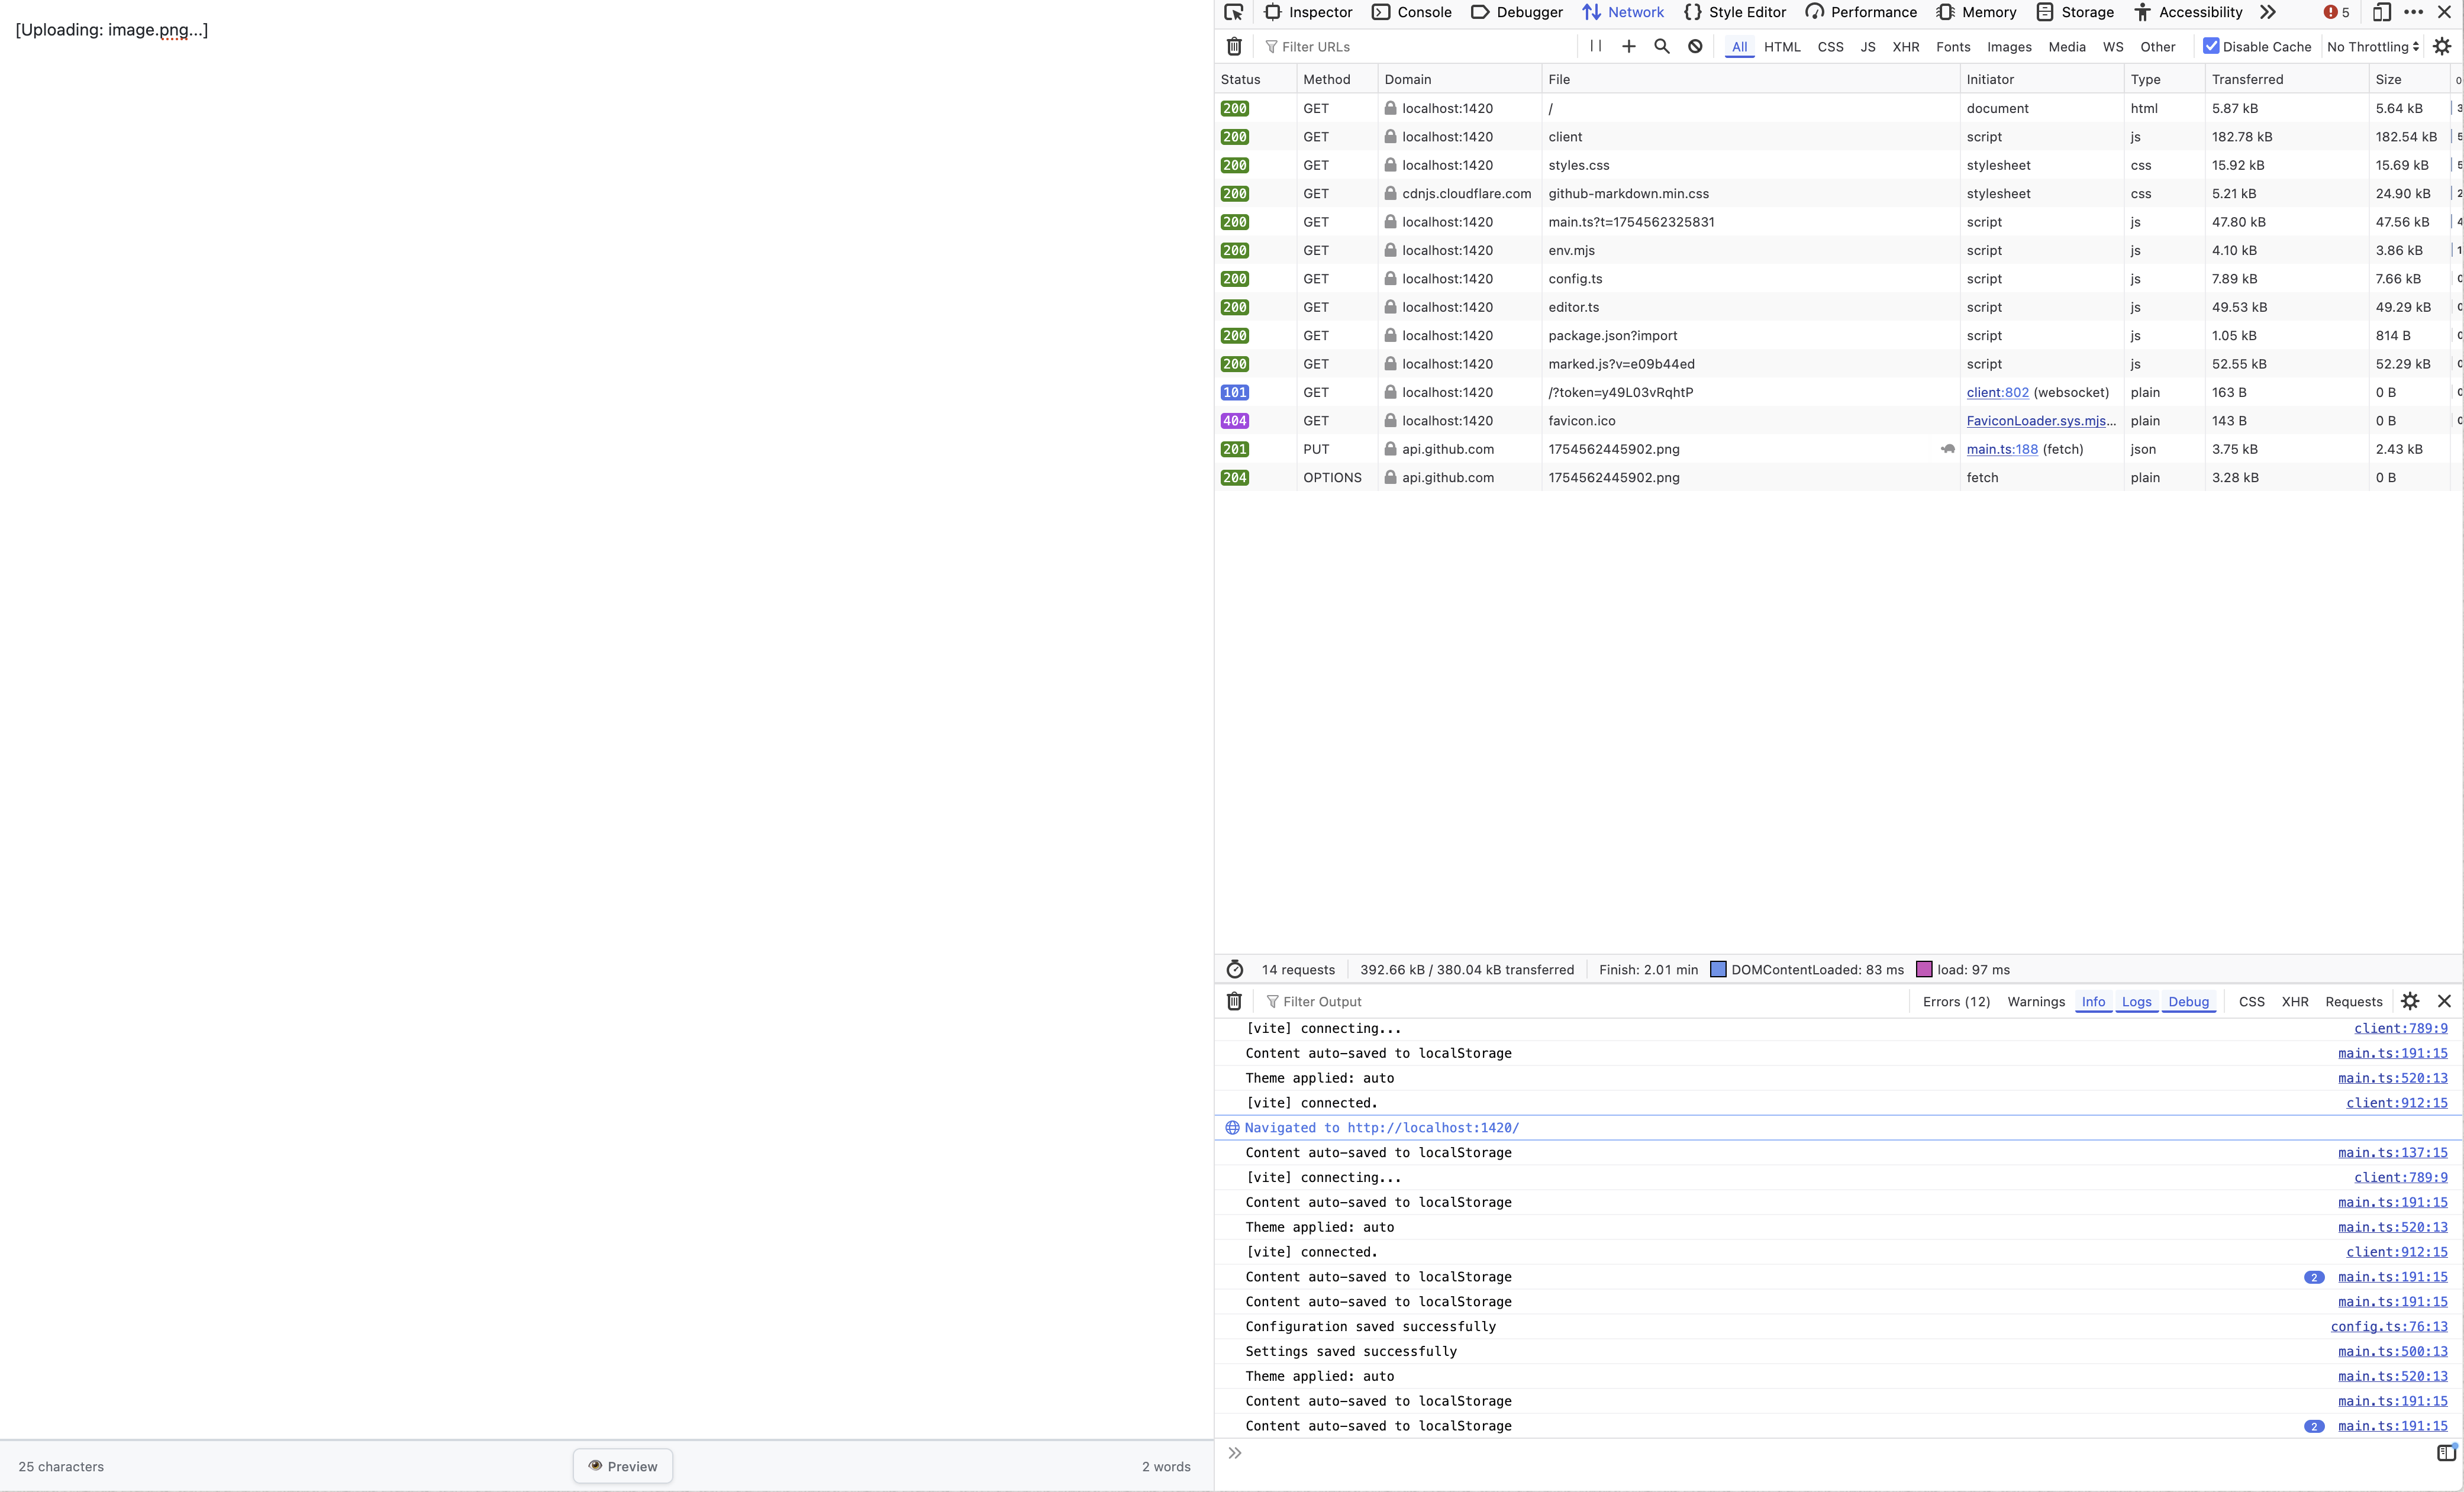 [Uploading: image.png...]
25 characters
Preview
2 words
Inspector Console Debugger Network Style Editor Performance Memory Storage Accessibility 5
Filter URLs All HTML CSS JS XHR Fonts Images Media WS Other Disable Cache No Throttling
Status Method Domain File Initiator Type Transferred Size
200 GET localhost:1420 / document html 5.87 kB 5.64 kB
200 GET localhost:1420 client script js 182.78 kB 182.54 kB
200 GET localhost:1420 styles.css stylesheet css 15.92 kB 15.69 kB
200 GET cdnjs.cloudflare.com github-markdown.min.css stylesheet css 5.21 kB 24.90 kB
200 GET localhost:1420 main.ts?t=1754562325831 script js 47.80 kB 47.56 kB
200 GET localhost:1420 env.mjs script js 4.10 kB 3.86 kB
200 GET localhost:1420 config.ts script js 7.89 kB 7.66 kB
200 GET localhost:1420 editor.ts script js 49.53 kB 49.29 kB
200 GET localhost:1420 package.json?import script js 1.05 kB 814 B
200 GET localhost:1420 marked.js?v=e09b44ed script js 52.55 kB 52.29 kB
101 GET localhost:1420 /?token=y49L03vRqhtP client:802 (websocket) plain 163 B 0 B
404 GET localhost:1420 favicon.ico FaviconLoader.sys.mjs... plain 143 B 0 B
201 PUT api.github.com 1754562445902.png main.ts:188 (fetch) json 3.75 kB 2.43 kB
204 OPTIONS api.github.com 1754562445902.png fetch plain 3.28 kB 0 B
14 requests 392.66 kB / 380.04 kB transferred Finish: 2.01 min DOMContentLoaded: 83 ms load: 97 ms
Filter Output Errors (12) Warnings Info Logs Debug CSS XHR Requests
[vite] connecting... client:789:9
Content auto-saved to localStorage main.ts:191:15
Theme applied: auto main.ts:520:13
[vite] connected. client:912:15
Navigated to http://localhost:1420/
Content auto-saved to localStorage main.ts:137:15
[vite] connecting... client:789:9
Content auto-saved to localStorage main.ts:191:15
Theme applied: auto main.ts:520:13
[vite] connected. client:912:15
Content auto-saved to localStorage 2 main.ts:191:15
Content auto-saved to localStorage main.ts:191:15
Configuration saved successfully config.ts:76:13
Settings saved successfully main.ts:500:13
Theme applied: auto main.ts:520:13
Content auto-saved to localStorage main.ts:191:15
Content auto-saved to localStorage 2 main.ts:191:15